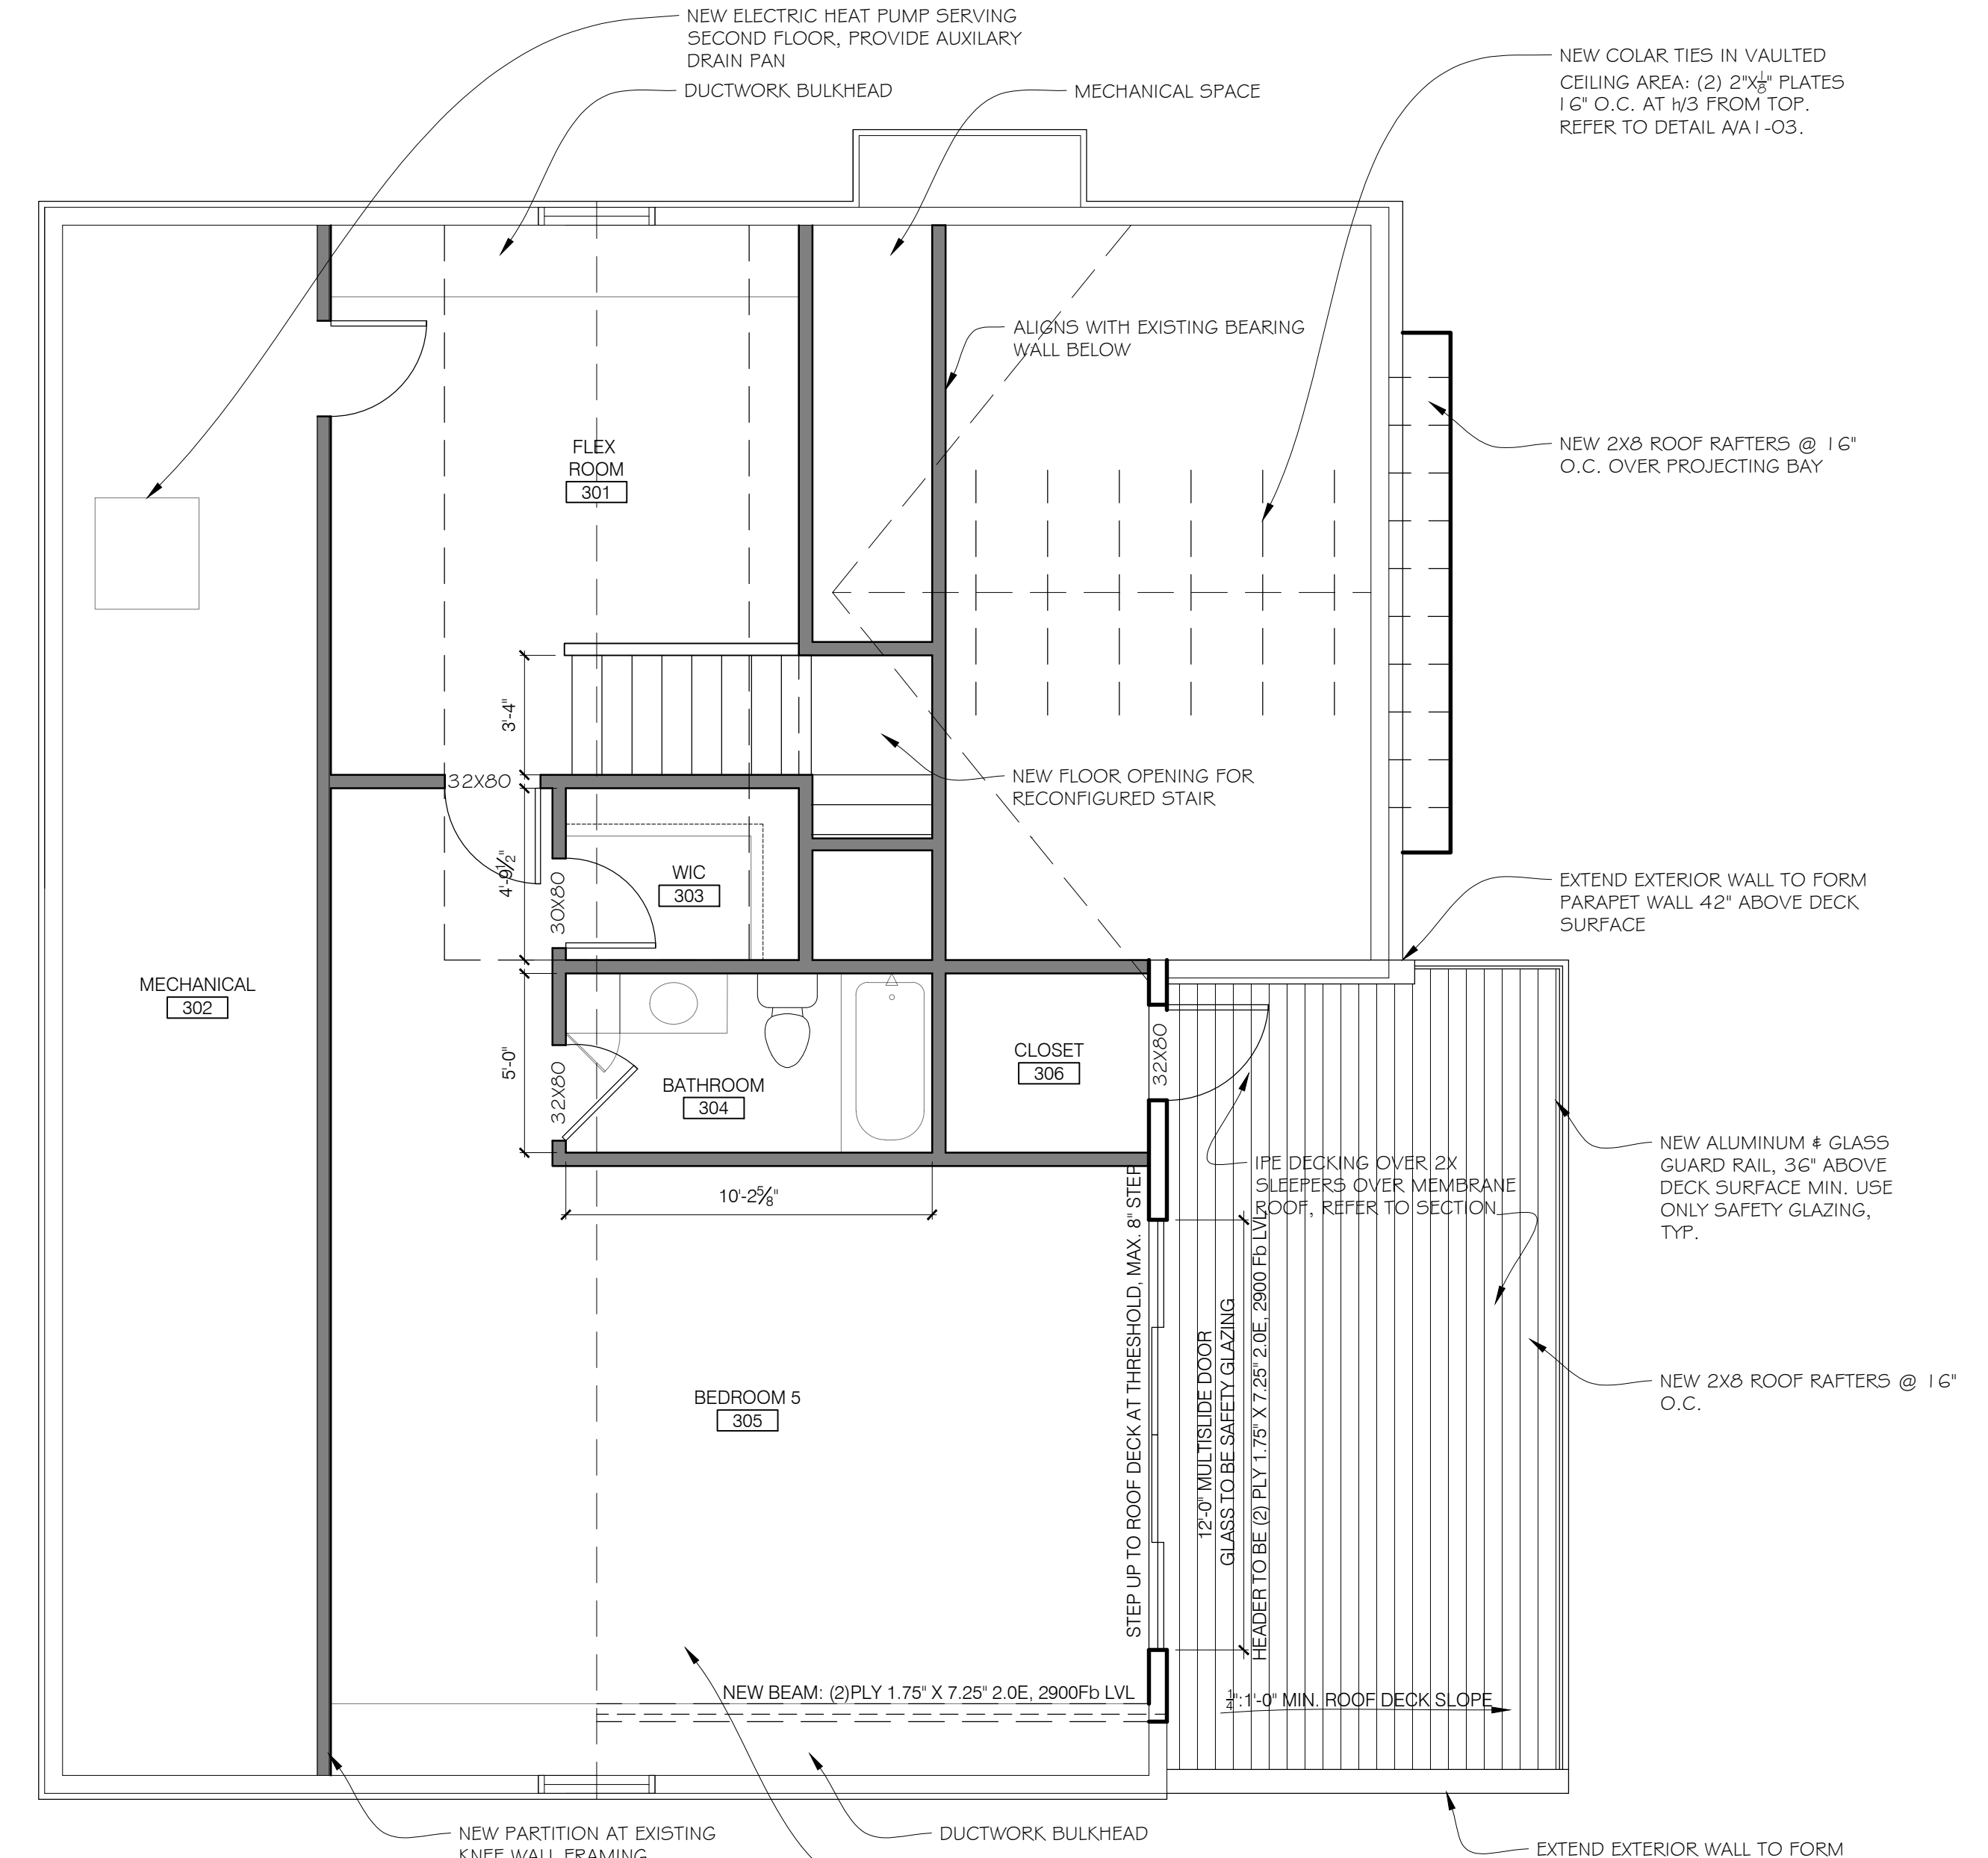 NEW ELECTRIC HEAT PUMP SERVING
SECOND FLOOR, PROVIDE AUXILARY
DRAIN PAN
DUCTWORK BULKHEAD
MECHANICAL SPACE
NEW COLAR TIES IN VAULTED
CEILING AREA: (2) 2"X1/8" PLATES
16" O.C. AT h/3 FROM TOP.
REFER TO DETAIL A/A1-03.
ALIGNS WITH EXISTING BEARING
WALL BELOW
FLEX
ROOM
301
NEW 2X8 ROOF RAFTERS @ 16"
O.C. OVER PROJECTING BAY
3'-4"
32X80
NEW FLOOR OPENING FOR
RECONFIGURED STAIR
4'-9 1/2"
30X80
WIC
303
EXTEND EXTERIOR WALL TO FORM
PARAPET WALL 42" ABOVE DECK
SURFACE
MECHANICAL
302
5'-0"
32X80
BATHROOM
304
CLOSET
306
32X80
10'-2 5/8"
IPE DECKING OVER 2X
SLEEPERS OVER MEMBRANE
ROOF, REFER TO SECTION
NEW ALUMINUM & GLASS
GUARD RAIL, 36" ABOVE
DECK SURFACE MIN. USE
ONLY SAFETY GLAZING,
TYP.
STEP UP TO ROOF DECK AT THRESHOLD, MAX. 8" STEP
12'-0" MULTISLIDE DOOR
GLASS TO BE SAFETY GLAZING
HEADER TO BE (2) PLY 1.75" X 7.25" 2.0E, 2900 Fb LVL
BEDROOM 5
305
NEW 2X8 ROOF RAFTERS @ 16"
O.C.
NEW BEAM: (2)PLY 1.75" X 7.25" 2.0E, 2900Fb LVL
1/4":1'-0" MIN. ROOF DECK SLOPE
NEW PARTITION AT EXISTING
KNEE WALL FRAMING
DUCTWORK BULKHEAD
EXTEND EXTERIOR WALL TO FORM